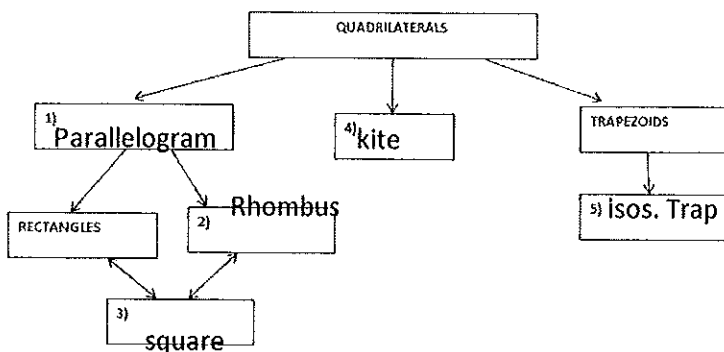 QUADRILATERALS
1) Parallelogram
4) kite
TRAPEZOIDS
RECTANGLES
2) Rhombus
5) isos. Trap
3) square